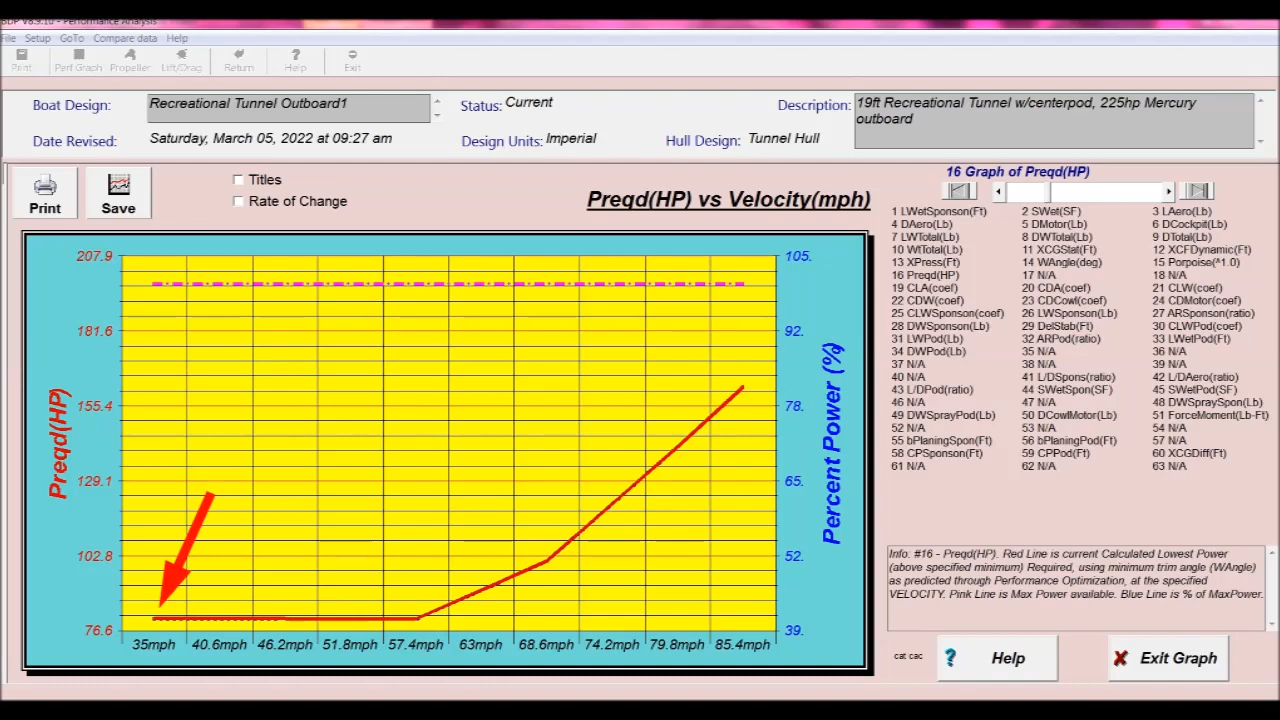 BDP V8.9.10 - Performance Analysis
File Setup GoTo Compare data Help
Print Perf Graph Propeller Lift/Drag Return Help Exit
Boat Design: Recreational Tunnel Outboard1 Status: Current Description: 19ft Recreational Tunnel w/centerpod, 225hp Mercury
outboard
Date Revised: Saturday, March 05, 2022 at 09:27 am Design Units: Imperial Hull Design: Tunnel Hull
Print Save
Titles
Rate of Change
Preqd(HP) vs Velocity(mph)
207.9
181.6
155.4
129.1
102.8
76.6
Preqd(HP)
105.
92.
78.
65.
52.
39.
Percent Power (%)
35mph 40.6mph 46.2mph 51.8mph 57.4mph 63mph 68.6mph 74.2mph 79.8mph 85.4mph
16 Graph of Preqd(HP)
1 LWetSponson(Ft) 2 SWet(SF) 3 LAero(Lb)
4 DAero(Lb) 5 DMotor(Lb) 6 DCockpit(Lb)
7 LWTotal(Lb) 8 DWTotal(Lb) 9 DTotal(Lb)
10 WtTotal(Lb) 11 XCGStat(Ft) 12 XCFDynamic(Ft)
13 XPress(Ft) 14 WAngle(deg) 15 Porpoise(^1.0)
16 Preqd(HP) 17 N/A 18 N/A
19 CLA(coef) 20 CDA(coef) 21 CLW(coef)
22 CDW(coef) 23 CDCowl(coef) 24 CDMotor(coef)
25 CLWSponson(coef) 26 LWSponson(Lb) 27 ARSponson(ratio)
28 DWSponson(Lb) 29 DelStab(Ft) 30 CLWPod(coef)
31 LWPod(Lb) 32 ARPod(ratio) 33 LWetPod(Ft)
34 DWPod(Lb) 35 N/A 36 N/A
37 N/A 38 N/A 39 N/A
40 N/A 41 L/DSpons(ratio) 42 L/DAero(ratio)
43 L/DPod(ratio) 44 SWetSpon(SF) 45 SWetPod(SF)
46 N/A 47 N/A 48 DWSpraySpon(Lb)
49 DWSprayPod(Lb) 50 DCowlMotor(Lb) 51 ForceMoment(Lb-Ft)
52 N/A 53 N/A 54 N/A
55 bPlaningSpon(Ft) 56 bPlaningPod(Ft) 57 N/A
58 CPSponson(Ft) 59 CPPod(Ft) 60 XCGDiff(Ft)
61 N/A 62 N/A 63 N/A
Info: #16 - Preqd(HP). Red Line is current Calculated Lowest Power
(above specified minimum) Required, using minimum trim angle (WAngle)
as predicted through Performance Optimization, at the specified
VELOCITY. Pink Line is Max Power available. Blue Line is % of MaxPower.
cat cac ? Help X Exit Graph